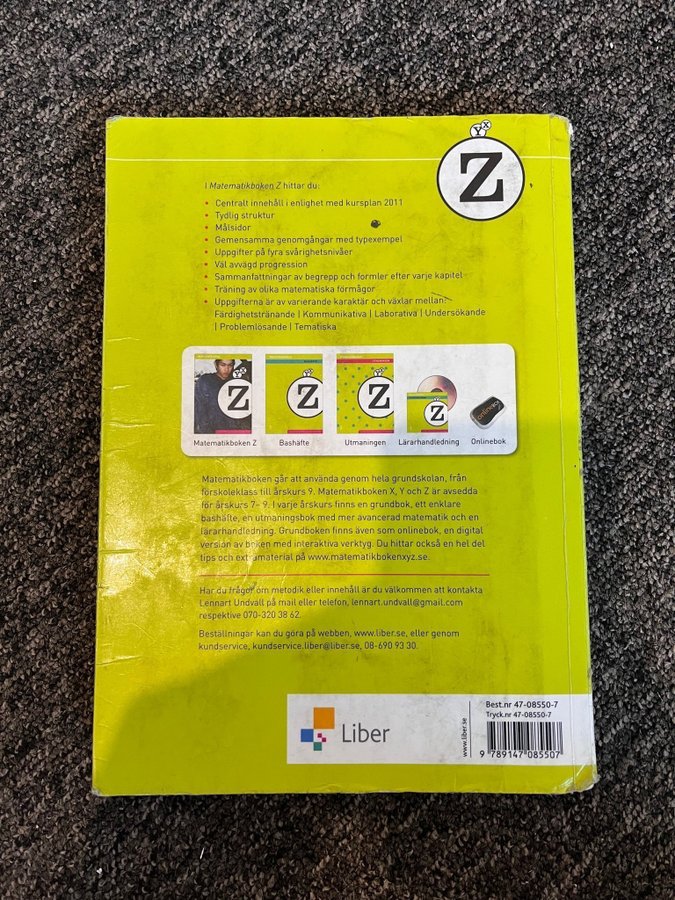 Y X
Z
I Matematikboken Z hittar du:
• Centralt innehåll i enlighet med kursplan 2011
• Tydlig struktur
• Målsidor
• Gemensamma genomgångar med typexempel
• Uppgifter på fyra svårighetsnivåer
• Väl avvägd progression
• Sammanfattningar av begrepp och formler efter varje kapitel
• Träning av olika matematiska förmågor
• Uppgifterna är av varierande karaktär och växlar mellan:
Färdighetstränande | Kommunikativa | Laborativa | Undersökande
| Problemlösande | Tematiska
Y X Z
Y X Z
Y X Z
Z
onlinebok
Matematikboken Z Bashäfte Utmaningen Lärarhandledning Onlinebok
Matematikboken går att använda genom hela grundskolan, från
förskoleklass till årskurs 9. Matematikboken X, Y och Z är avsedda
för årskurs 7– 9. I varje årskurs finns en grundbok, ett enklare
bashäfte, en utmaningsbok med mer avancerad matematik och en
lärarhandledning. Grundboken finns även som onlinebok, en digital
version av boken med interaktiva verktyg. Du hittar också en hel del
tips och extramaterial på www.matematikbokenxyz.se.
Har du frågor om metodik eller innehåll är du välkommen att kontakta
Lennart Undvall på mail eller telefon, lennart.undvall@gmail.com
respektive 070-320 38 62.
Beställningar kan du göra på webben, www.liber.se, eller genom
kundservice, kundservice.liber@liber.se, 08-690 93 30.
Liber
www.liber.se
Best.nr 47-08550-7
Tryck.nr 47-08550-7
9 789147 085507